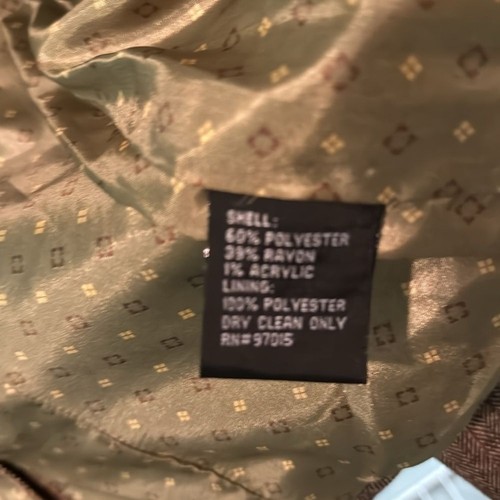 SHELL:
60% POLYESTER
39% RAYON
1% ACRYLIC
LINING:
100% POLYESTER
DRY CLEAN ONLY
RN#97015